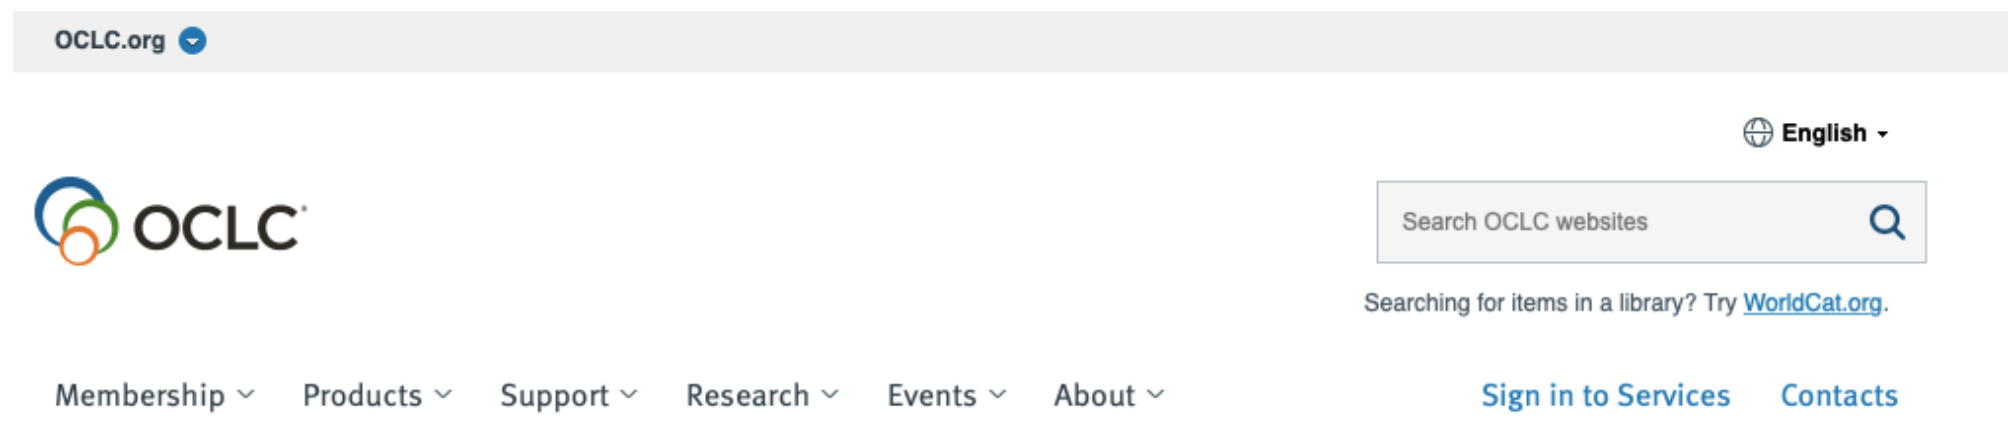 OCLC.org
English
OCLC
Search OCLC websites
Searching for items in a library? Try WorldCat.org.
Membership Products Support Research Events About Sign in to Services Contacts